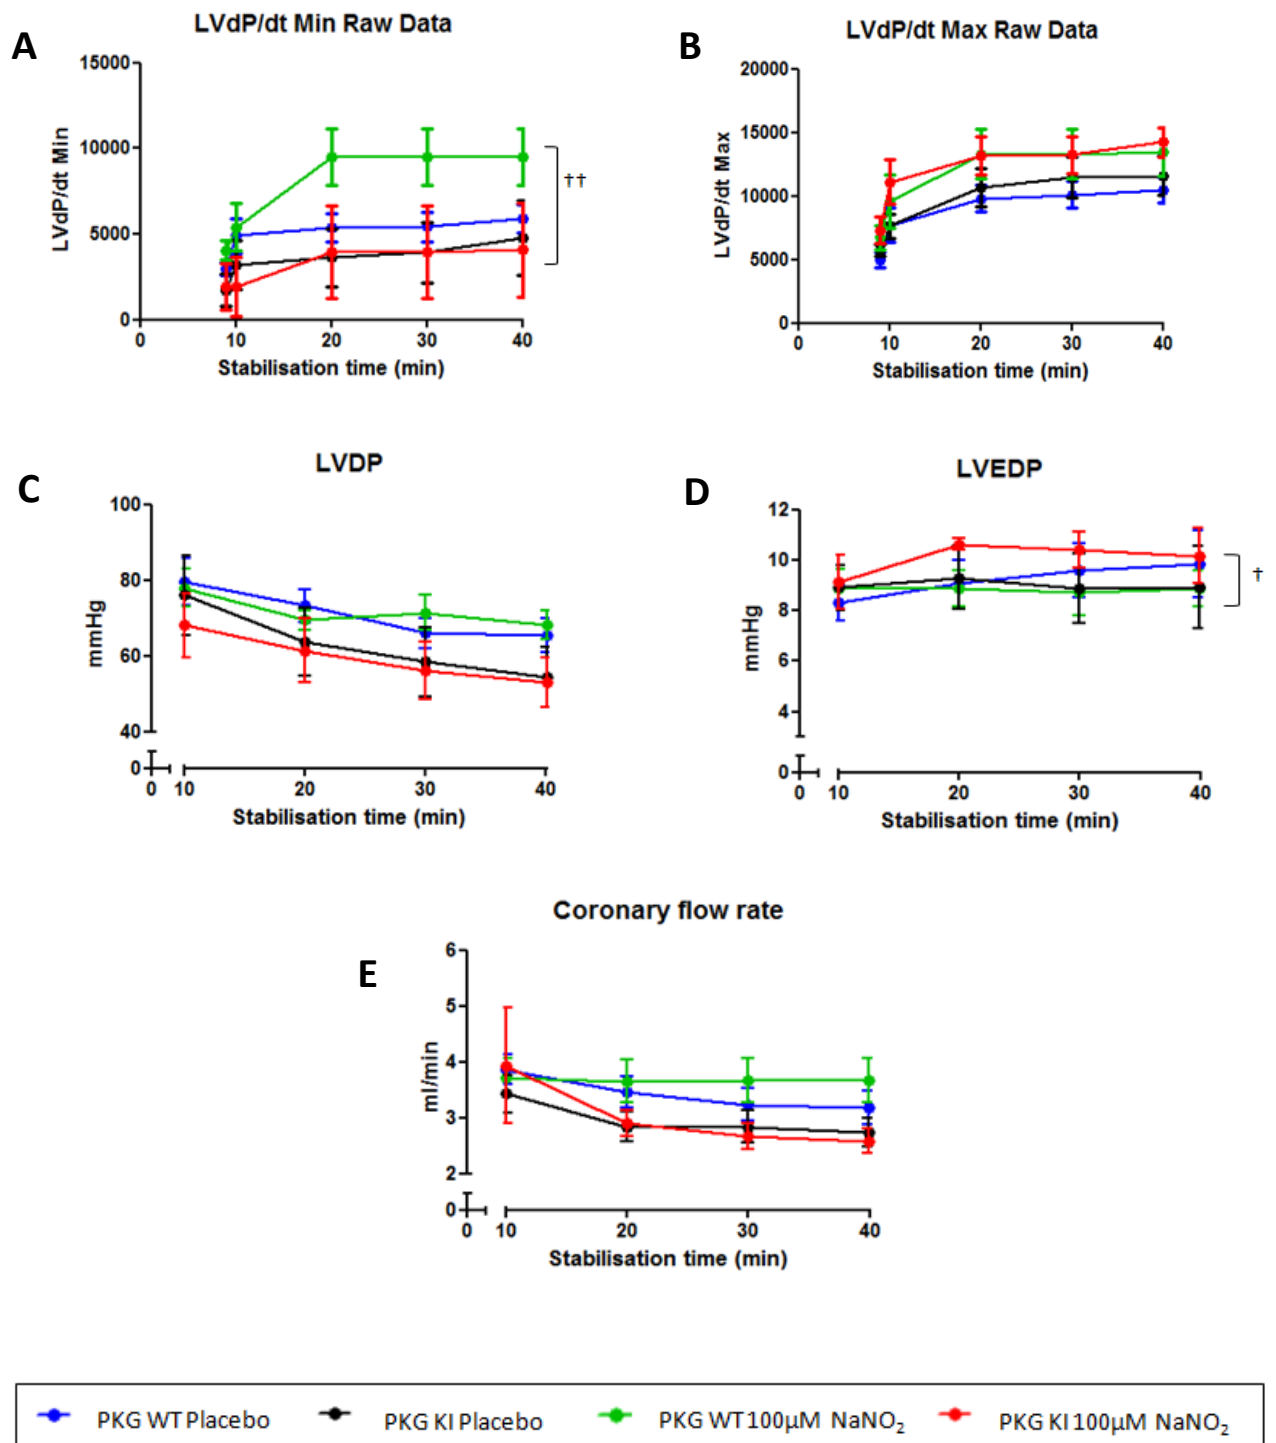 LVdP/dt Min Raw Data
A
15000
10000
5000
0
LVdP/dt Min
0 10 20 30 40
Stabilisation time (min)
††
LVdP/dt Max Raw Data
B
20000
15000
10000
5000
0
LVdP/dt Max
0 10 20 30 40
Stabilisation time (min)
LVDP
C
100
80
60
40
0
mmHg
0 10 20 30 40
Stabilisation time (min)
LVEDP
D
12
10
8
6
4
0
mmHg
0 10 20 30 40
Stabilisation time (min)
†
Coronary flow rate
E
6
5
4
3
2
0
ml/min
0 10 20 30 40
Stabilisation time (min)
PKG WT Placebo PKG KI Placebo PKG WT 100µM NaNO₂ PKG KI 100µM NaNO₂